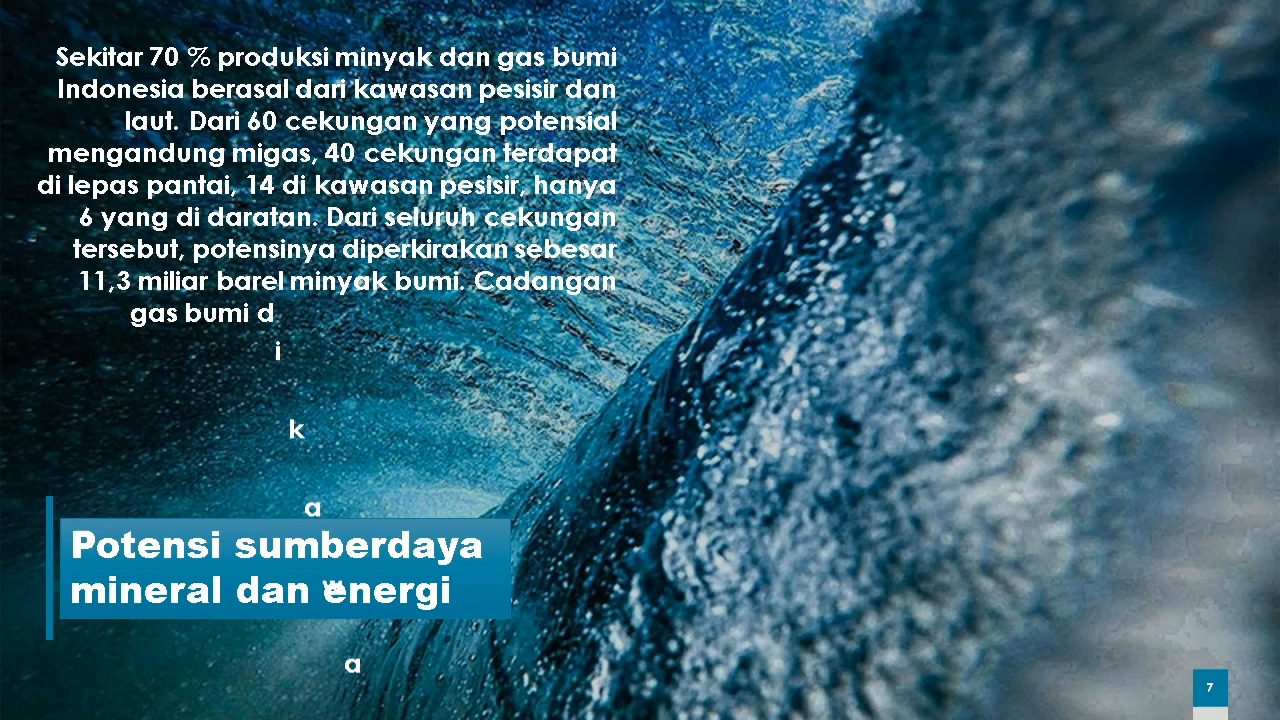 Sekitar 70 % produksi minyak dan gas bumi
Indonesia berasal dari kawasan pesisir dan
laut. Dari 60 cekungan yang potensial
mengandung migas, 40 cekungan terdapat
di lepas pantai, 14 di kawasan pesisir, hanya
6 yang di daratan. Dari seluruh cekungan
tersebut, potensinya diperkirakan sebesar
11,3 miliar barel minyak bumi. Cadangan
gas bumi d
i
k
a
w
a
Potensi sumberdaya
mineral dan energi
7